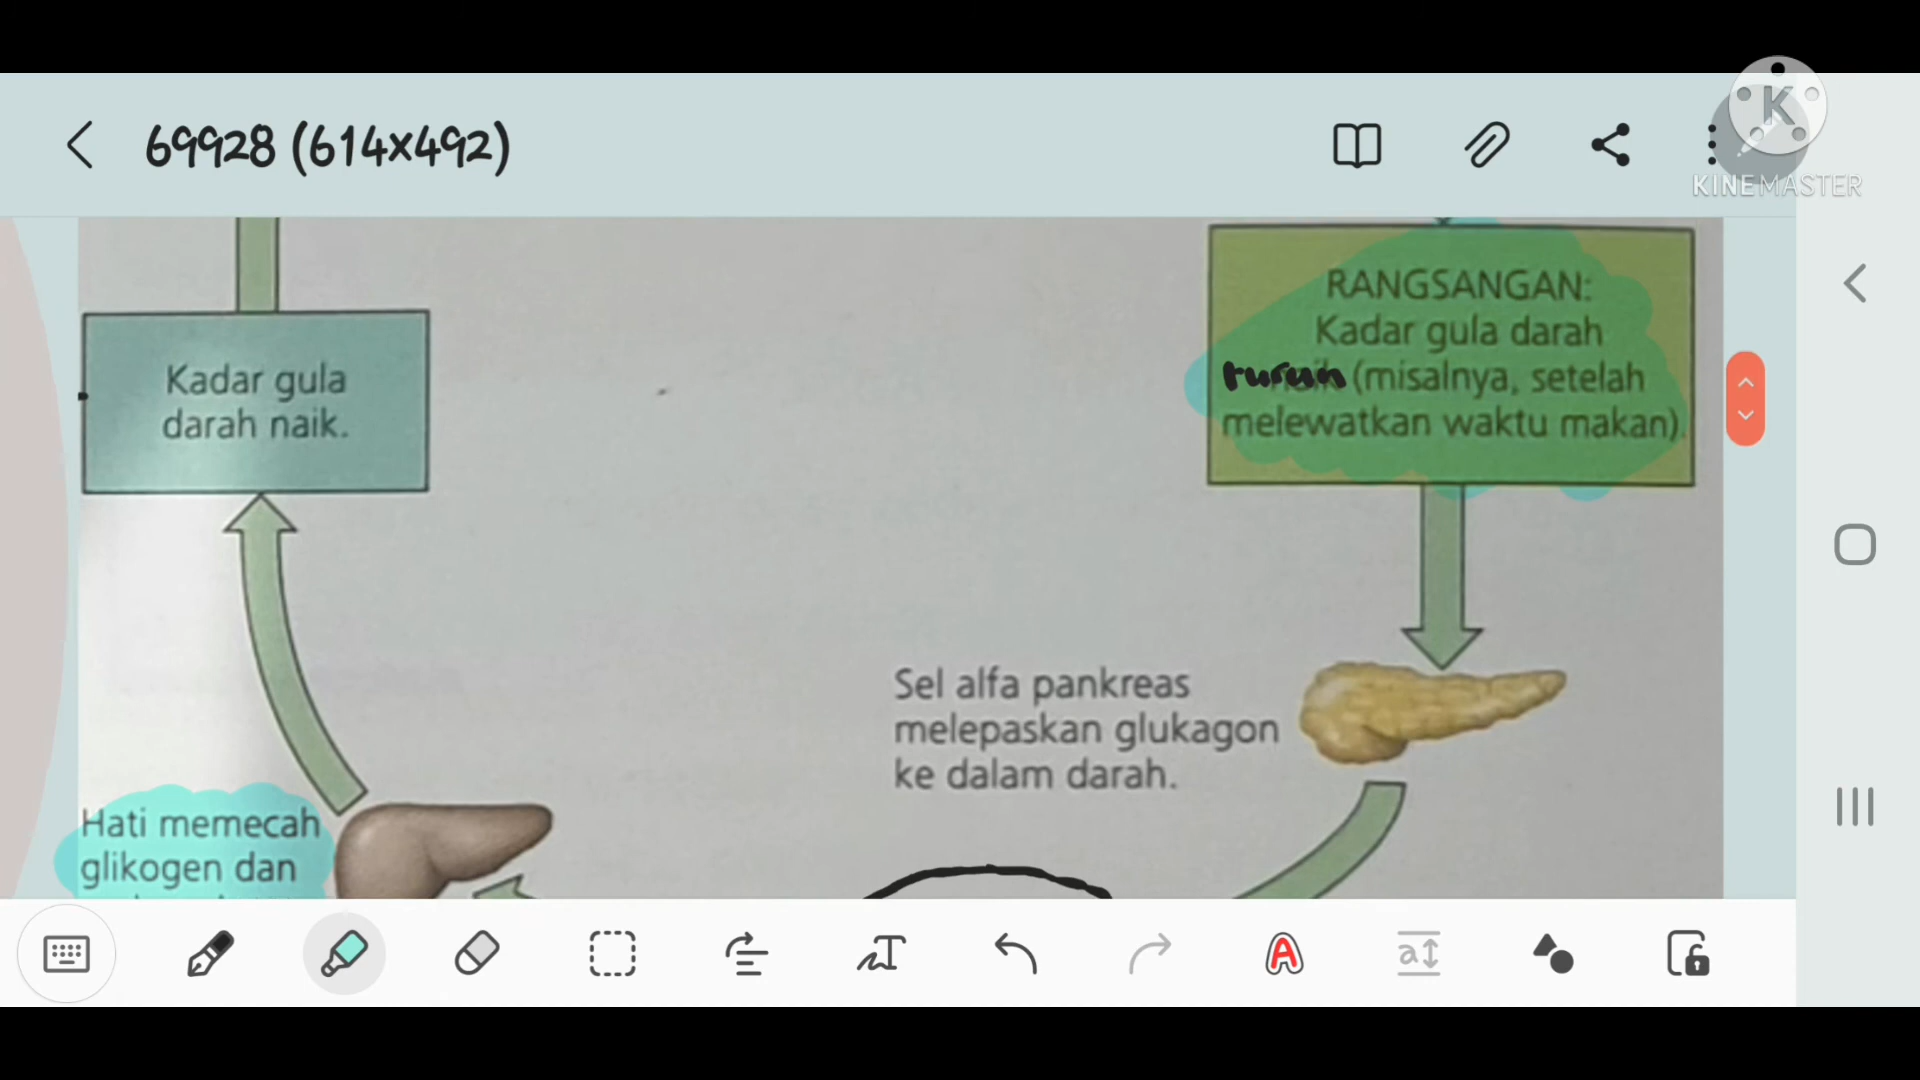 69928 (614x492)
KINEMASTER
RANGSANGAN:
Kadar gula darah
turun (misalnya, setelah
melewatkan waktu makan).
Kadar gula
darah naik.
Sel alfa pankreas
melepaskan glukagon
ke dalam darah.
Hati memecah
glikogen dan